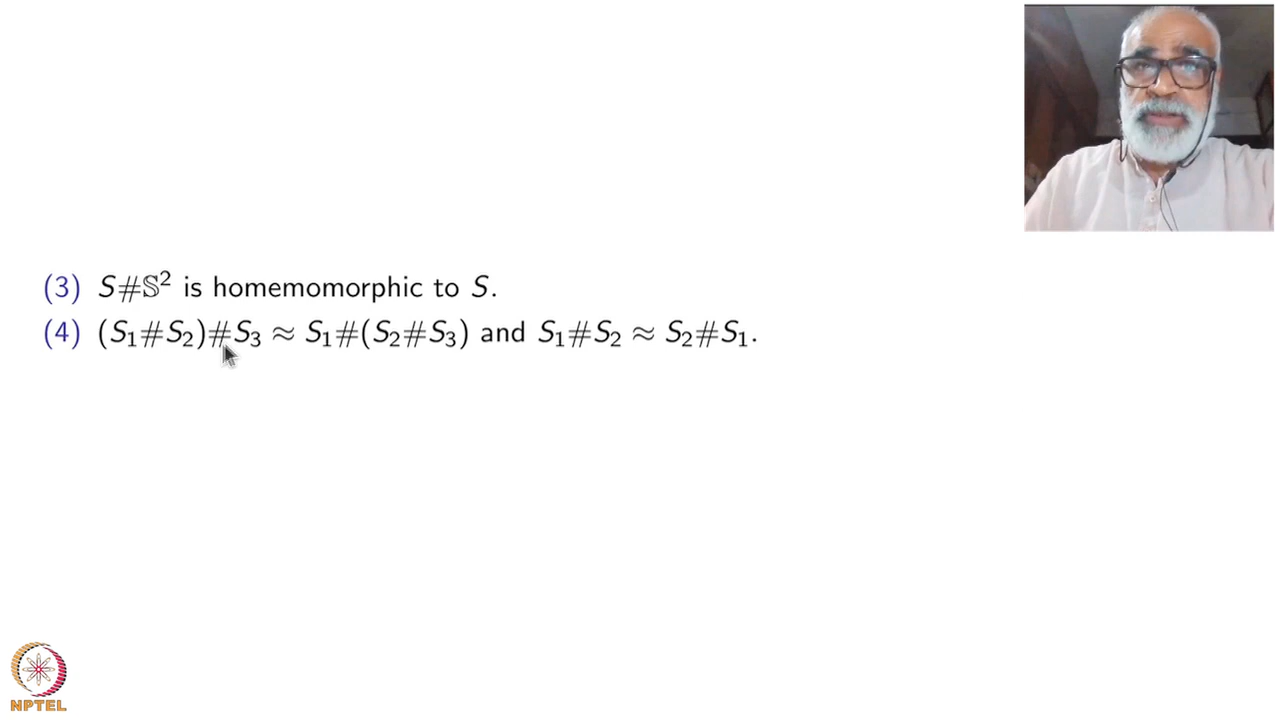 (3) S#𝕊² is homemomorphic to S.
(4) (S₁#S₂)#S₃ ≈ S₁#(S₂#S₃) and S₁#S₂ ≈ S₂#S₁.
NPTEL